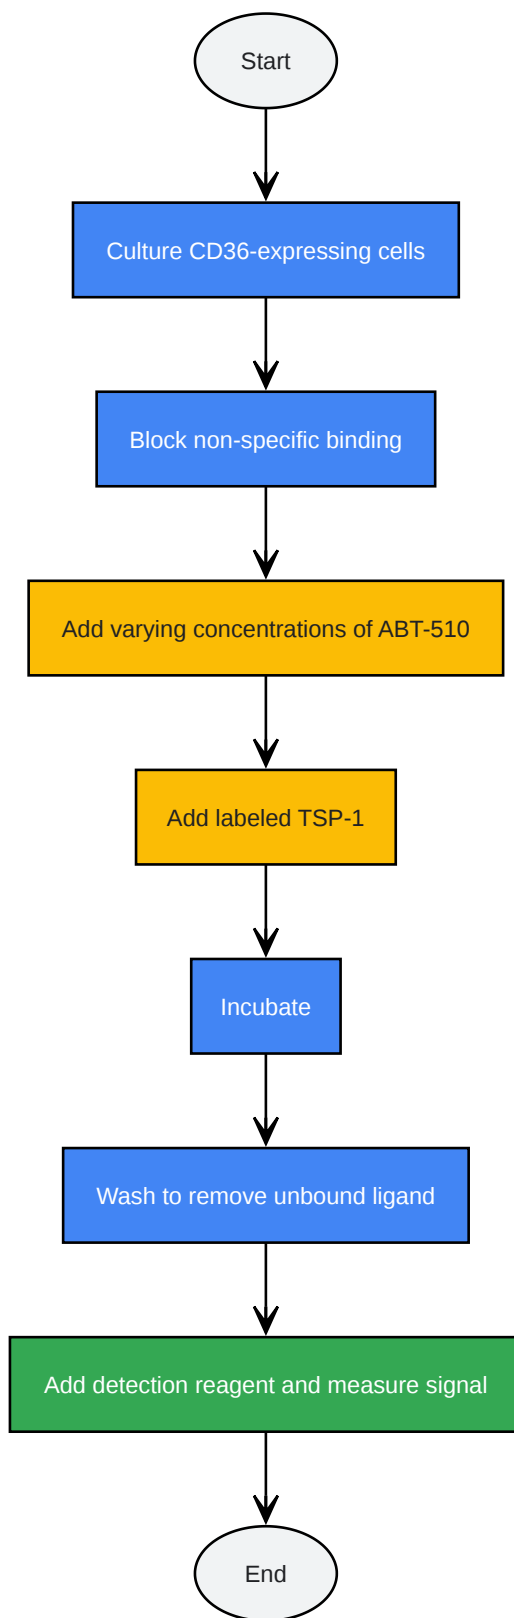 Start
Culture CD36-expressing cells
Block non-specific binding
Add varying concentrations of ABT-510
Add labeled TSP-1
Incubate
Wash to remove unbound ligand
Add detection reagent and measure signal
End